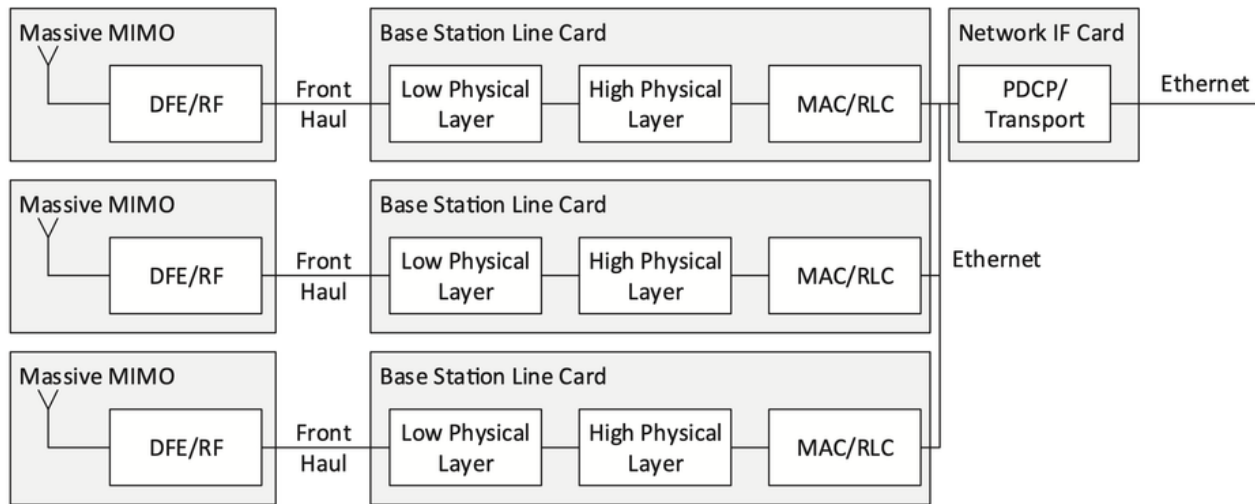 Massive MIMO
DFE/RF
Front
Haul
Base Station Line Card
Low Physical
Layer
High Physical
Layer
MAC/RLC
Network IF Card
PDCP/
Transport
Ethernet
Massive MIMO
DFE/RF
Front
Haul
Base Station Line Card
Low Physical
Layer
High Physical
Layer
MAC/RLC
Ethernet
Massive MIMO
DFE/RF
Front
Haul
Base Station Line Card
Low Physical
Layer
High Physical
Layer
MAC/RLC